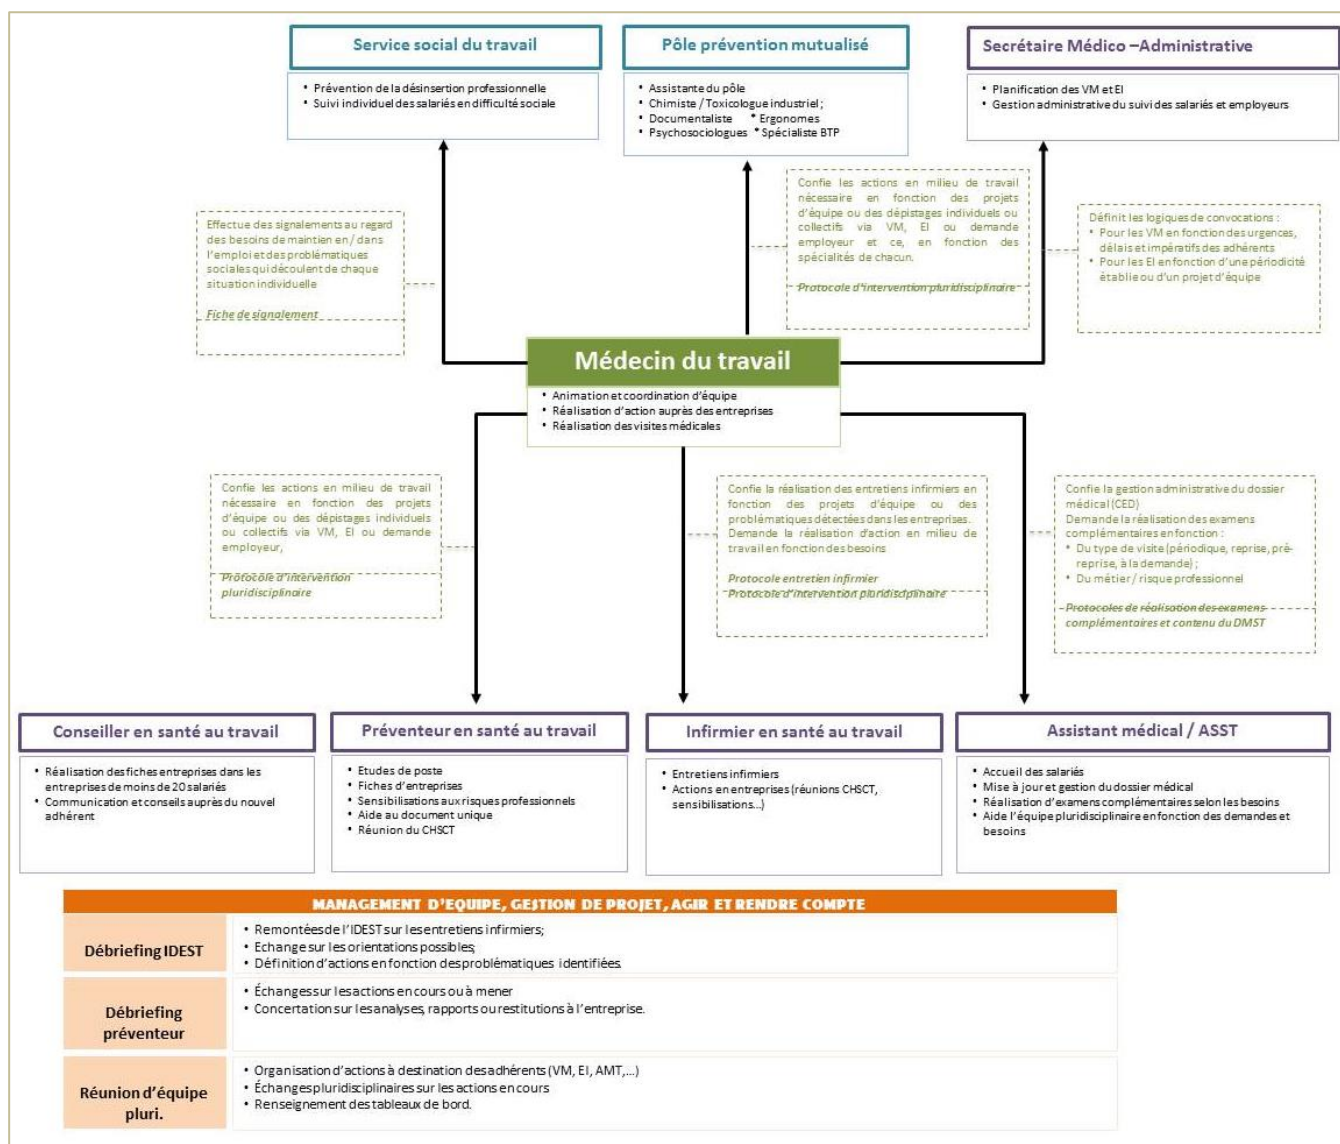 Service social du travail
• Prévention de la désinsertion professionnelle
• Suivi individuel des salariés en difficulté sociale
Pôle prévention mutualisé
• Assistante du pôle
• Chimiste / Toxicologue industriel ;
• Documentaliste * Ergonomes
• Psychosociologues * Spécialiste BTP
Secrétaire Médico –Administrative
• Planification des VM et EI
• Gestion administrative du suivi des salariés et employeurs
Effectue des signalements au regard
des besoins de maintien en / dans
l'emploi et des problématiques
sociales qui découlent de chaque
situation individuelle
Fiche de signalement
Confie les actions en milieu de travail
nécessaire en fonction des projets
d'équipe ou des dépistages individuels ou
collectifs via VM, EI ou demande
employeur et ce, en fonction des
spécialités de chacun.
Protocole d'intervention pluridisciplinaire
Définit les logiques de convocations :
• Pour les VM en fonction des urgences,
délais et impératifs des adhérents
• Pour les EI en fonction d'une périodicité
établie ou d'un projet d'équipe
Médecin du travail
• Animation et coordination d'équipe
• Réalisation d'action auprès des entreprises
• Réalisation des visites médicales
Confie les actions en milieu de travail
nécessaire en fonction des projets
d'équipe ou des dépistages individuels
ou collectifs via VM, EI ou demande
employeur,
Protocole d'intervention
pluridisciplinaire
Confie la réalisation des entretiens infirmiers en
fonction des projets d'équipe ou des
problématiques détectées dans les entreprises.
Demande la réalisation d'action en milieu de
travail en fonction des besoins
Protocole entretien infirmier
Protocole d'intervention pluridisciplinaire
Confie la gestion administrative du dossier
médical (CED)
Demande la réalisation des examens
complémentaires en fonction :
• Du type de visite (périodique, reprise, pré-
reprise, à la demande) ;
• Du métier / risque professionnel
Protocoles de réalisation des examens
complémentaires et contenu du DMST
Conseiller en santé au travail
• Réalisation des fiches entreprises dans les
entreprises de moins de 20 salariés
• Communication et conseils auprès du nouvel
adhérent
Préventeur en santé au travail
• Etudes de poste
• Fiches d'entreprises
• Sensibilisations aux risques professionnels
• Aide au document unique
• Réunion du CHSCT
Infirmier en santé au travail
• Entretiens infirmiers
• Actions en entreprises (réunions CHSCT,
sensibilisations...)
Assistant médical / ASST
• Accueil des salariés
• Mise à jour et gestion du dossier médical
• Réalisation d'examens complémentaires selon les besoins
• Aide l'équipe pluridisciplinaire en fonction des demandes et
besoins
MANAGEMENT D'EQUIPE, GESTION DE PROJET, AGIR ET RENDRE COMPTE
Débriefing IDEST
• Remontées de l'IDEST sur les entretiens infirmiers;
• Echange sur les orientations possibles;
• Définition d'actions en fonction des problématiques identifiées.
Débriefing
préventeur
• Échanges sur les actions en cours ou à mener
• Concertation sur les analyses, rapports ou restitutions à l'entreprise.
Réunion d'équipe
pluri.
• Organisation d'actions à destination des adhérents (VM, EI, AMT,...)
• Échanges pluridisciplinaires sur les actions en cours
• Renseignement des tableaux de bord.